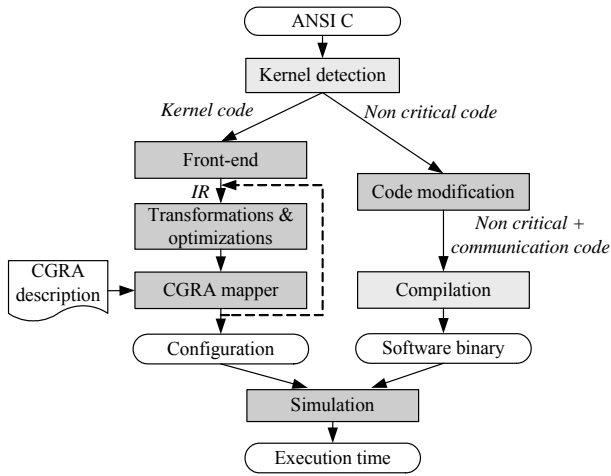 ANSI C
Kernel detection
Kernel code
Non critical code
Front-end
IR
Code modification
Transformations &
optimizations
Non critical +
communication code
CGRA
description
CGRA mapper
Compilation
Configuration
Software binary
Simulation
Execution time